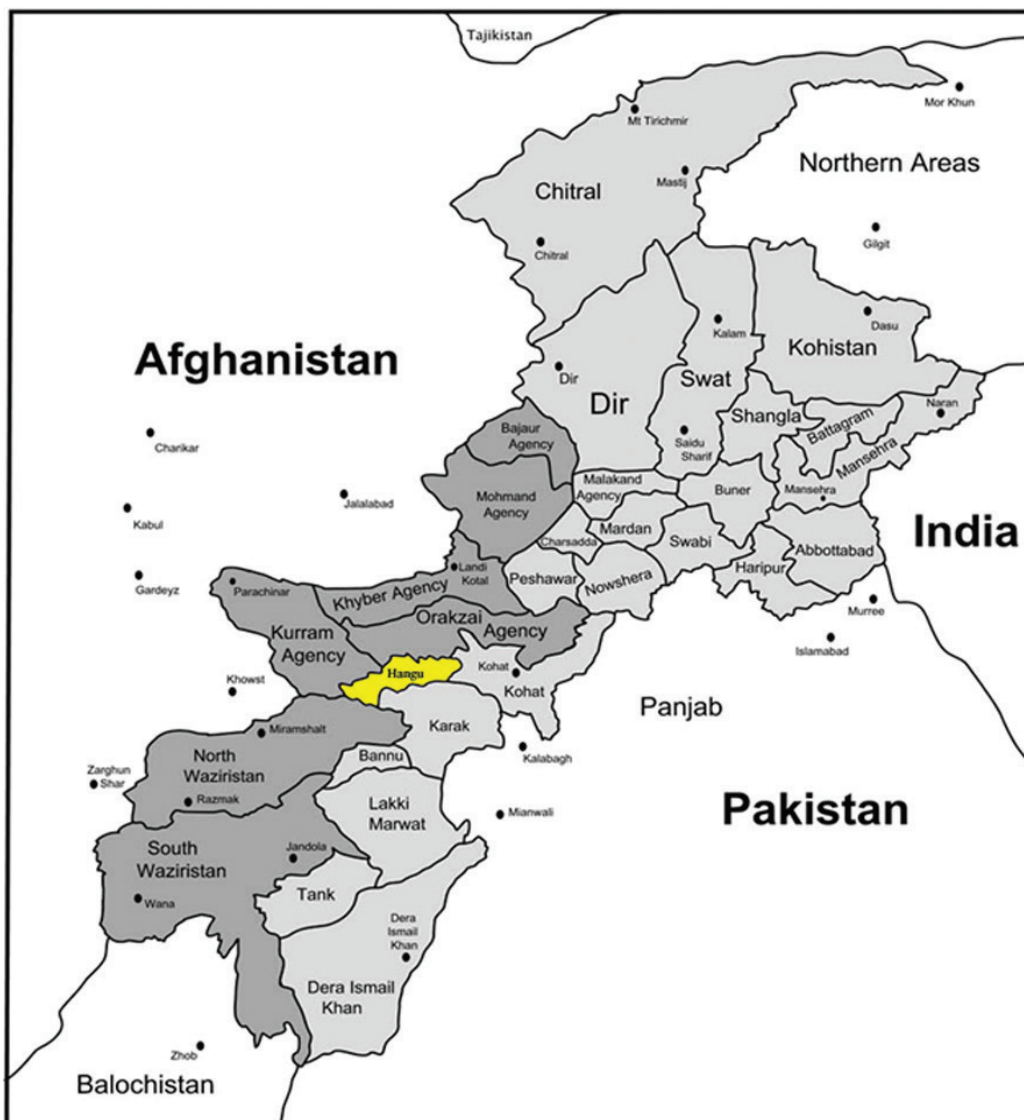 Tajikistan
Mor Khun
Mt Tirichmir
Northern Areas
Mastij
Chitral
Gilgit
Chitral
Dasu
Kalam
Kohistan
Afghanistan
Dir
Swat
Naran
Dir
Shangla
Battagram
Bajaur
Agency
Charikar
Saidu
Sharif
Mansehra
Malakand
Agency
Buner
Mansehra
Mohmand
Agency
Jalalabad
Kabul
Mardan
India
Charsadda
Swabi
Abbottabad
Landi
Kotal
Peshawar
Nowshera
Haripur
Gardeyz
Parachinar
Khyber Agency
Murree
Orakzai
Agency
Kurram
Agency
Islamabad
Kohat
Hangu
Khowst
Kohat
Panjab
Karak
Miramshalt
Kalabagh
North
Waziristan
Bannu
Zarghun
Shar
Razmak
Lakki
Marwat
Mianwali
Pakistan
South
Waziristan
Jandola
Tank
Wana
Dera
Ismail
Khan
Dera Ismail
Khan
Zhob
Balochistan